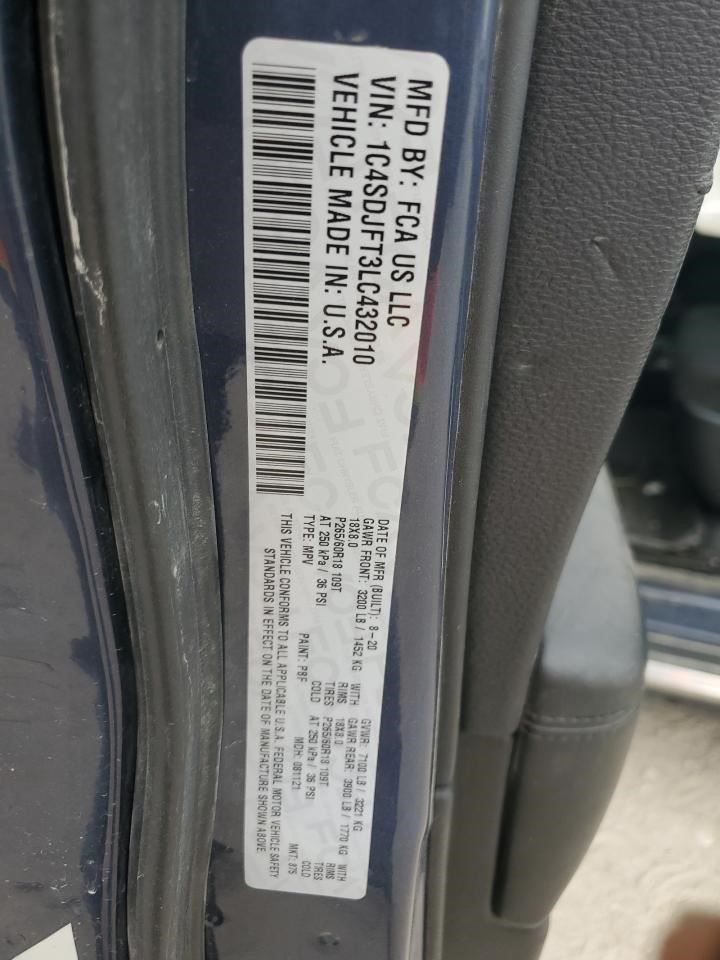 MFD BY: FCA US LLC
VIN: 1C4SDJFT3LC432010
VEHICLE MADE IN: U.S.A.
DATE OF MFR (BUILT): 8-20 GVWR: 7100 LB / 3221 KG
GAWR FRONT: 3200 LB / 1452 KG WITH GAWR REAR: 3900 LB / 1770 KG WITH
18X8.0 RIMS 18X8.0 RIMS
P265/60R18 109T TIRES P265/60R18 109T TIRES
AT 250 kPa / 36 PSI COLD AT 250 kPa / 36 PSI COLD
TYPE: MPV PAINT: PBF MDH: 081121 MKT: 875
THIS VEHICLE CONFORMS TO ALL APPLICABLE U.S.A. FEDERAL MOTOR VEHICLE SAFETY
STANDARDS IN EFFECT ON THE DATE OF MANUFACTURE SHOWN ABOVE.